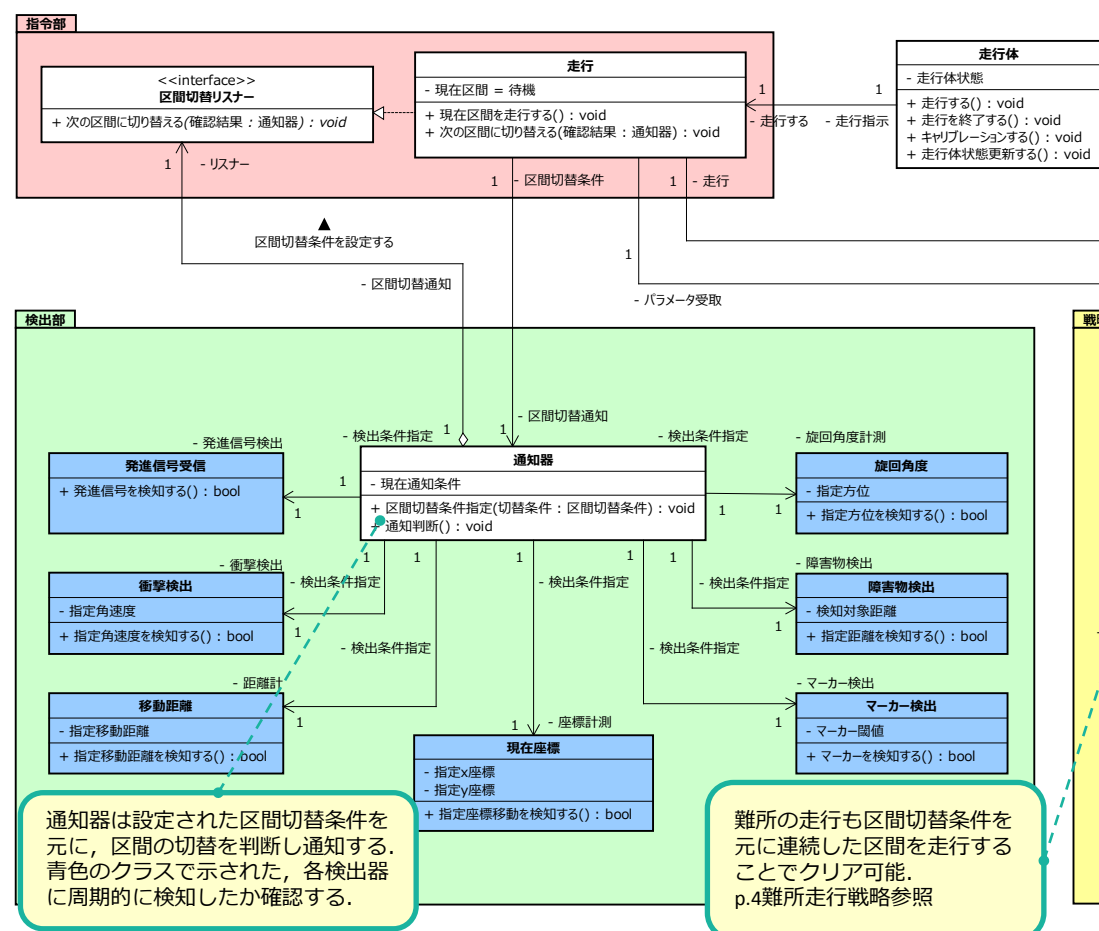 指令部
<<interface>>
区間切替リスナー
+ 次の区間に切り替える(確認結果 : 通知器) : void
走行
- 現在区間 = 待機
+ 現在区間を走行する() : void
+ 次の区間に切り替える(確認結果 : 通知器) : void
走行体
- 走行体状態
+ 走行する() : void
+ 走行を終了する() : void
+ キャリブレーションする() : void
+ 走行体状態更新する() : void
1
1
- 走行する
- 走行指示
1
- リスナー
1
- 区間切替条件
1
- 走行
▲
区間切替条件を設定する
- 区間切替通知
1
- パラメータ受取
検出部
- 区間切替通知
1
1
- 発進信号検出
- 検出条件指定
- 検出条件指定
- 旋回角度計測
発進信号受信
+ 発進信号を検知する() : bool
1
1
通知器
- 現在通知条件
+ 区間切替条件指定(切替条件 : 区間切替条件) : void
+ 通知判断() : void
1
1
旋回角度
- 指定方位
+ 指定方位を検知する() : bool
- 衝撃検出
1
1
1
1
1
- 障害物検出
衝撃検出
- 指定角速度
+ 指定角速度を検知する() : bool
- 検出条件指定
1
- 検出条件指定
- 検出条件指定
1
障害物検出
- 検知対象距離
+ 指定距離を検知する() : bool
- 検出条件指定
- 検出条件指定
- 距離計
- マーカー検出
移動距離
- 指定移動距離
+ 指定移動距離を検知する() : bool
1
1
- 座標計測
1
マーカー検出
- マーカー閾値
+ マーカーを検知する() : bool
現在座標
- 指定x座標
- 指定y座標
+ 指定座標移動を検知する() : bool
通知器は設定された区間切替条件を
元に，区間の切替を判断し通知する．
青色のクラスで示された，各検出器
に周期的に検知したか確認する．
難所の走行も区間切替条件を
元に連続した区間を走行する
ことでクリア可能．
p.4難所走行戦略参照